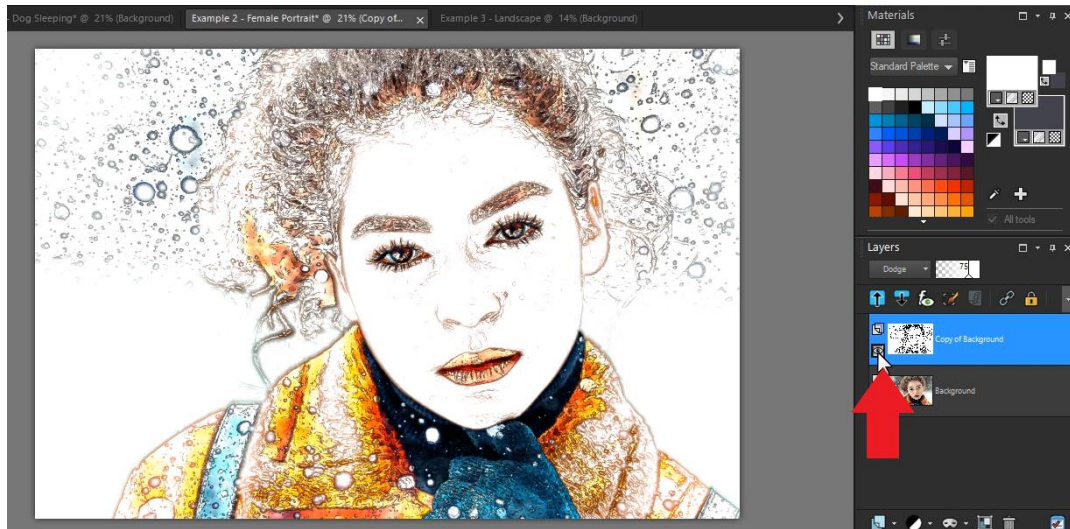 - Dog Sleeping* @ 21% (Background)
Example 2 - Female Portrait* @ 21% (Copy of...
Example 3 - Landscape @ 14% (Background)
Materials
Standard Palette
All tools
Layers
Dodge
75
Copy of Background
Background